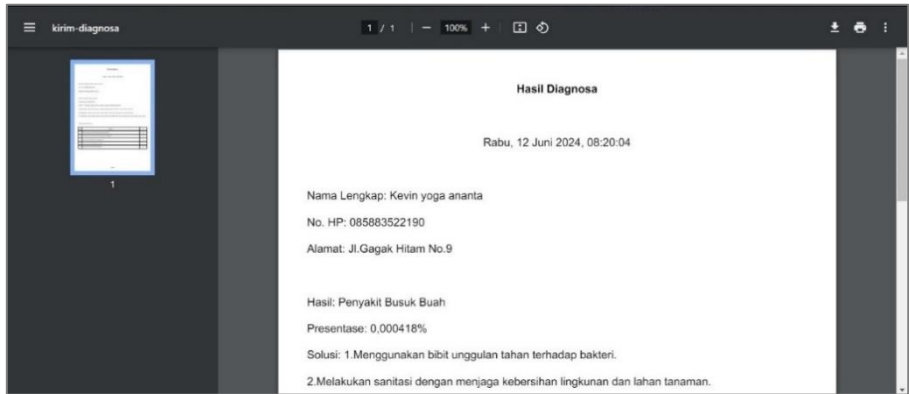 kirim-diagnosa
1 / 1
100%
Hasil Diagnosa
Rabu, 12 Juni 2024, 08:20:04
Nama Lengkap: Kevin yoga ananta
No. HP: 085883522190
Alamat: Jl.Gagak Hitam No.9
Hasil: Penyakit Busuk Buah
Presentase: 0,000418%
Solusi: 1.Menggunakan bibit unggulan tahan terhadap bakteri.
2.Melakukan sanitasi dengan menjaga kebersihan lingkunan dan lahan tanaman.
1